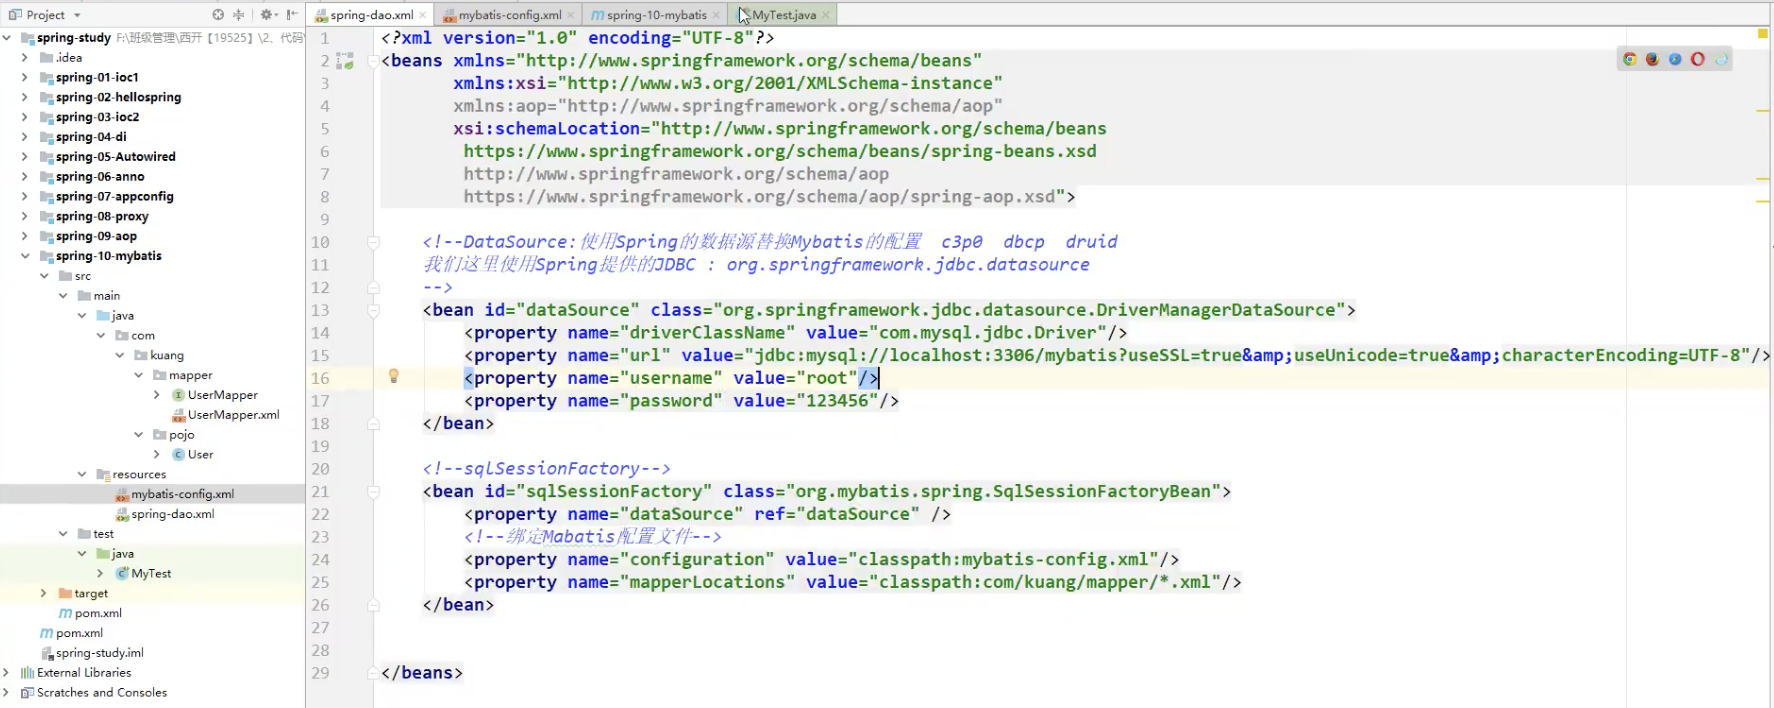 Project
spring-study F:\班级管理\西开【19525】\2、代码\
.idea
spring-01-ioc1
spring-02-hellospring
spring-03-ioc2
spring-04-di
spring-05-Autowired
spring-06-anno
spring-07-appconfig
spring-08-proxy
spring-09-aop
spring-10-mybatis
src
main
java
com
kuang
mapper
UserMapper
UserMapper.xml
pojo
User
resources
mybatis-config.xml
spring-dao.xml
test
java
MyTest
target
pom.xml
pom.xml
spring-study.iml
External Libraries
Scratches and Consoles
spring-dao.xml mybatis-config.xml spring-10-mybatis MyTest.java
1 <?xml version="1.0" encoding="UTF-8"?>
2 <beans xmlns="http://www.springframework.org/schema/beans"
3 xmlns:xsi="http://www.w3.org/2001/XMLSchema-instance"
4 xmlns:aop="http://www.springframework.org/schema/aop"
5 xsi:schemaLocation="http://www.springframework.org/schema/beans
6 https://www.springframework.org/schema/beans/spring-beans.xsd
7 http://www.springframework.org/schema/aop
8 https://www.springframework.org/schema/aop/spring-aop.xsd">
9
10 <!--DataSource:使用Spring的数据源替换Mybatis的配置 c3p0 dbcp druid
11 我们这里使用Spring提供的JDBC : org.springframework.jdbc.datasource
12 -->
13 <bean id="dataSource" class="org.springframework.jdbc.datasource.DriverManagerDataSource">
14 <property name="driverClassName" value="com.mysql.jdbc.Driver"/>
15 <property name="url" value="jdbc:mysql://localhost:3306/mybatis?useSSL=true&amp;useUnicode=true&amp;characterEncoding=UTF-8"/>
16 <property name="username" value="root"/>
17 <property name="password" value="123456"/>
18 </bean>
19
20 <!--sqlSessionFactory-->
21 <bean id="sqlSessionFactory" class="org.mybatis.spring.SqlSessionFactoryBean">
22 <property name="dataSource" ref="dataSource" />
23 <!--绑定Mabatis配置文件-->
24 <property name="configuration" value="classpath:mybatis-config.xml"/>
25 <property name="mapperLocations" value="classpath:com/kuang/mapper/*.xml"/>
26 </bean>
27
28
29 </beans>